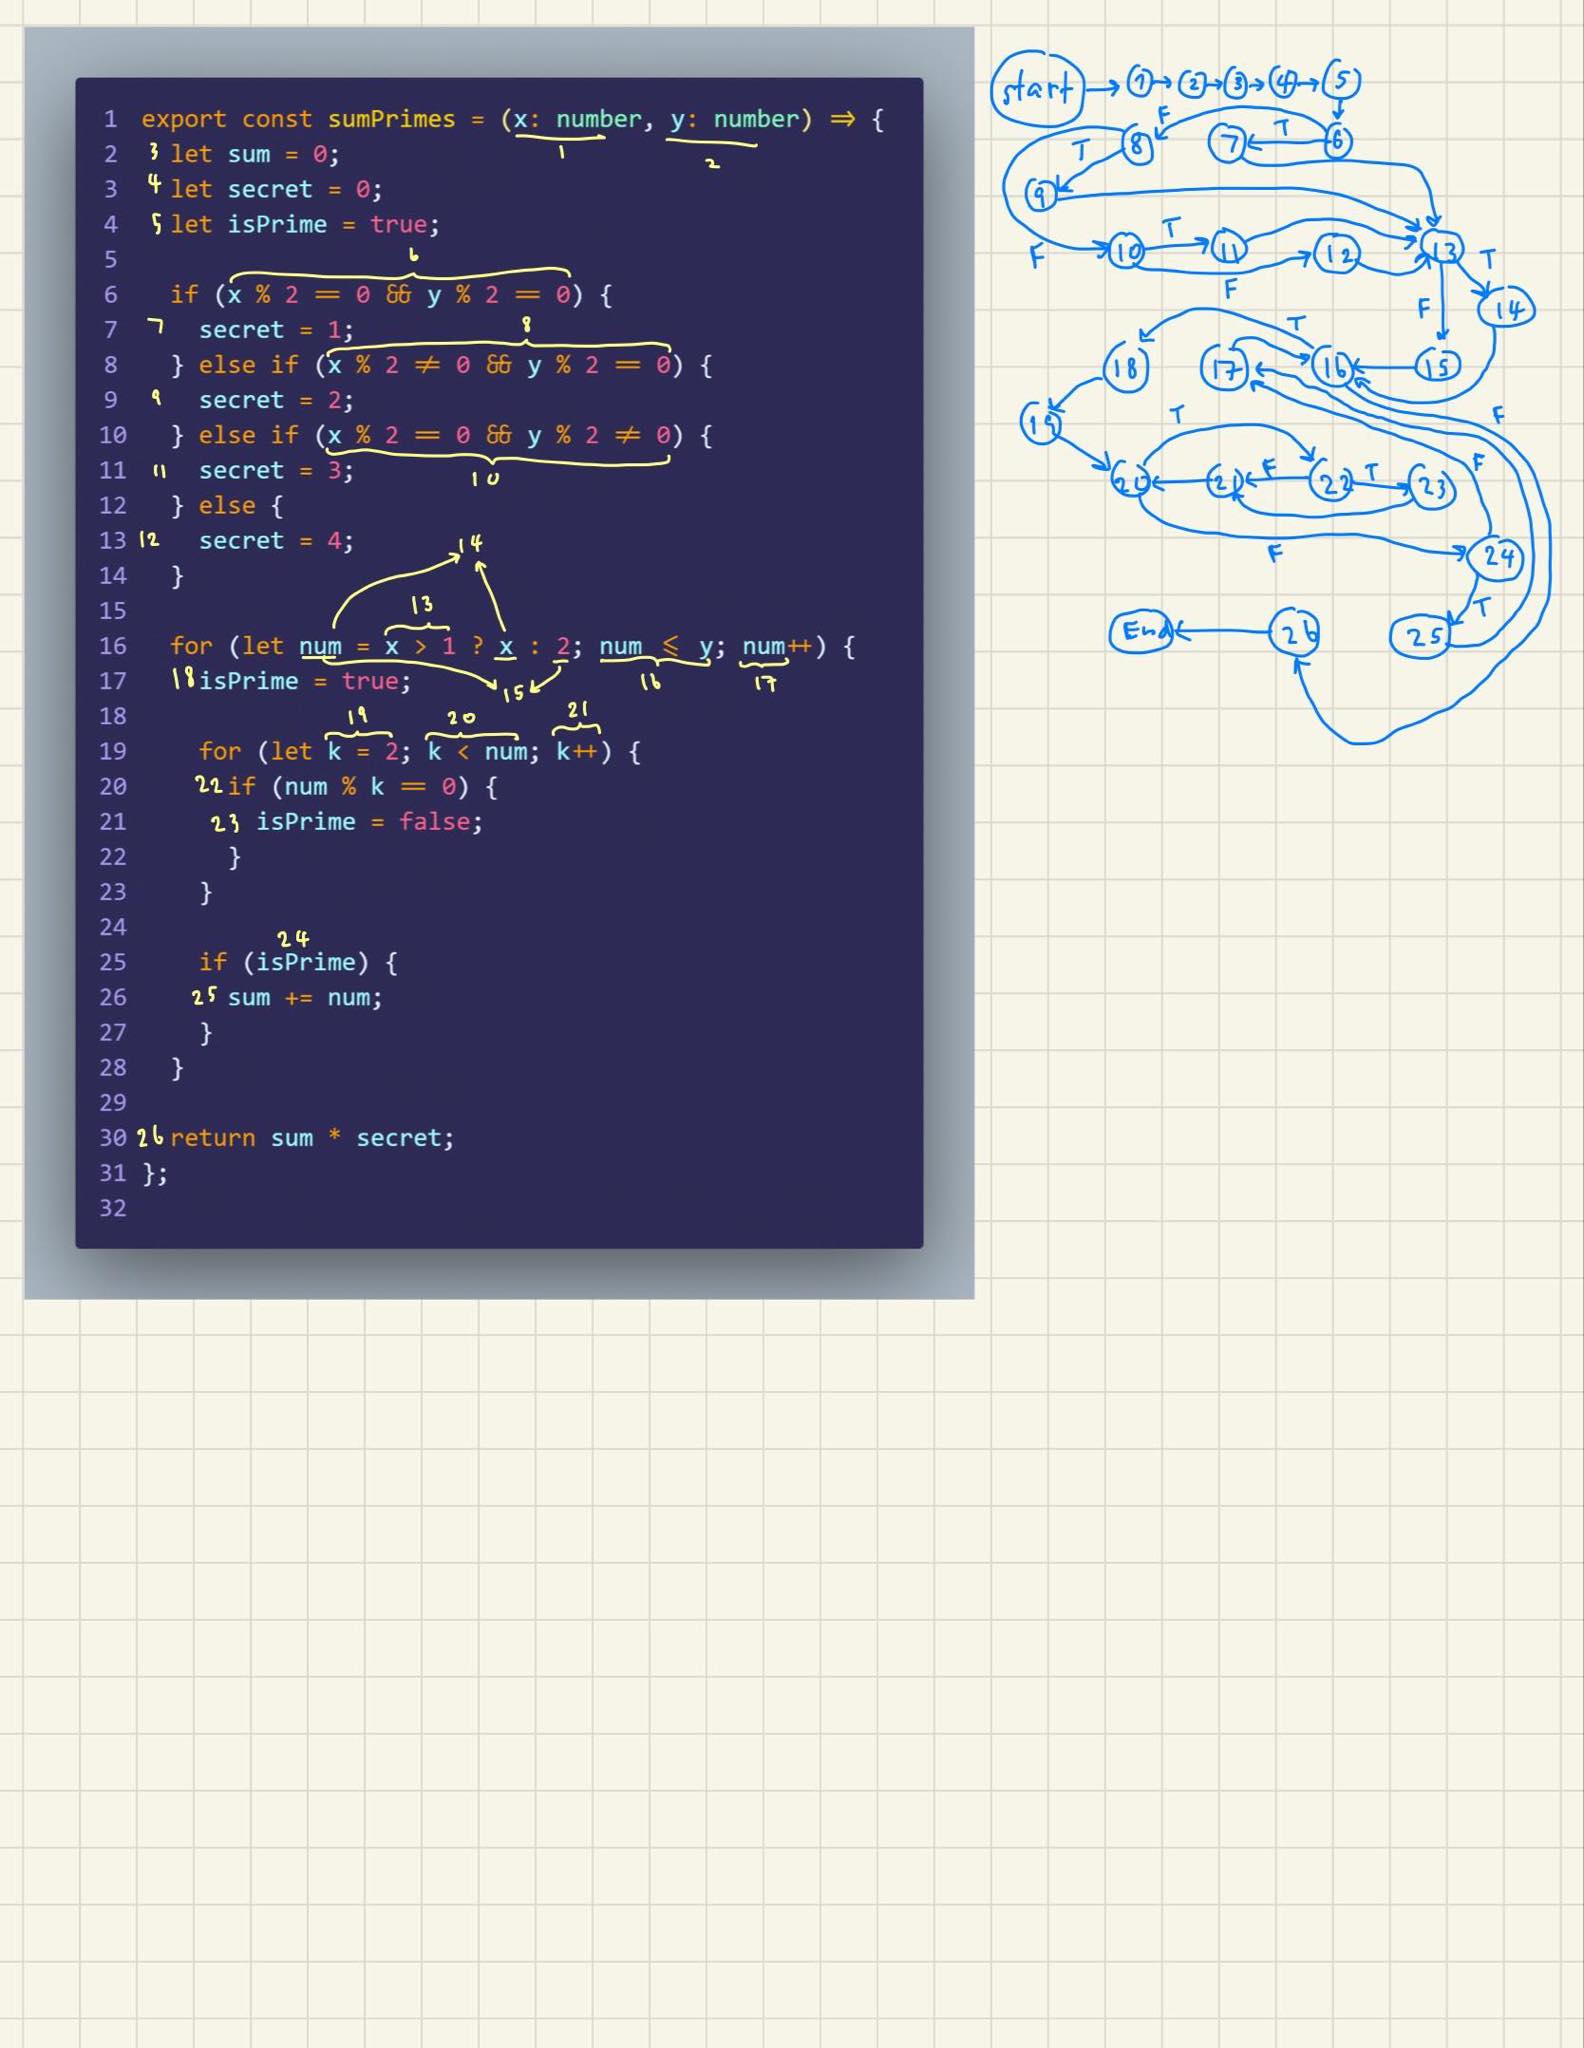 1 export const sumPrimes = (x: number, y: number) => {
1 2
2 3 let sum = 0;
3 4 let secret = 0;
4 5 let isPrime = true;
5 6
6 if (x % 2 == 0 && y % 2 == 0) {
7 7 secret = 1; 8
8 } else if (x % 2 ≠ 0 && y % 2 == 0) {
9 9 secret = 2;
10 } else if (x % 2 == 0 && y % 2 ≠ 0) {
11 11 secret = 3; 10
12 } else {
13 12 secret = 4; 14
14 }
15 13
16 for (let num = x > 1 ? x : 2; num ≤ y; num++) {
17 18 isPrime = true; 15 16 17
18 19 20 21
19 for (let k = 2; k < num; k++) {
20 22 if (num % k == 0) {
21 23 isPrime = false;
22 }
23 }
24 24
25 if (isPrime) {
26 25 sum += num;
27 }
28 }
29
30 26 return sum * secret;
31 };
32
start 1 2 3 4 5
F
8 7 T 6
T
9
F 10 T 11 12 13 T
F F 14
T
18 17 16 15
19 T F
20 21 F 22 T 23 F
F 24
T
End 26 25